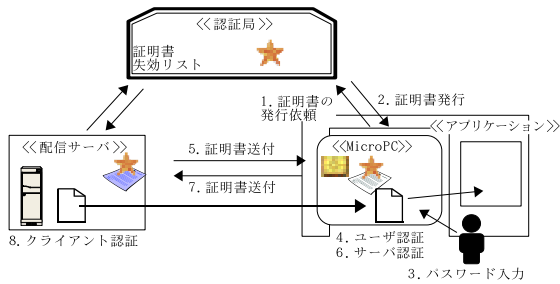 ≪認証局≫
証明書
失効リスト
1.証明書の
発行依頼
2.証明書発行
≪アプリケーション≫
≪配信サーバ≫
5.証明書送付
≪MicroPC≫
7.証明書送付
8.クライアント認証
4.ユーザ認証
6.サーバ認証
3.パスワード入力